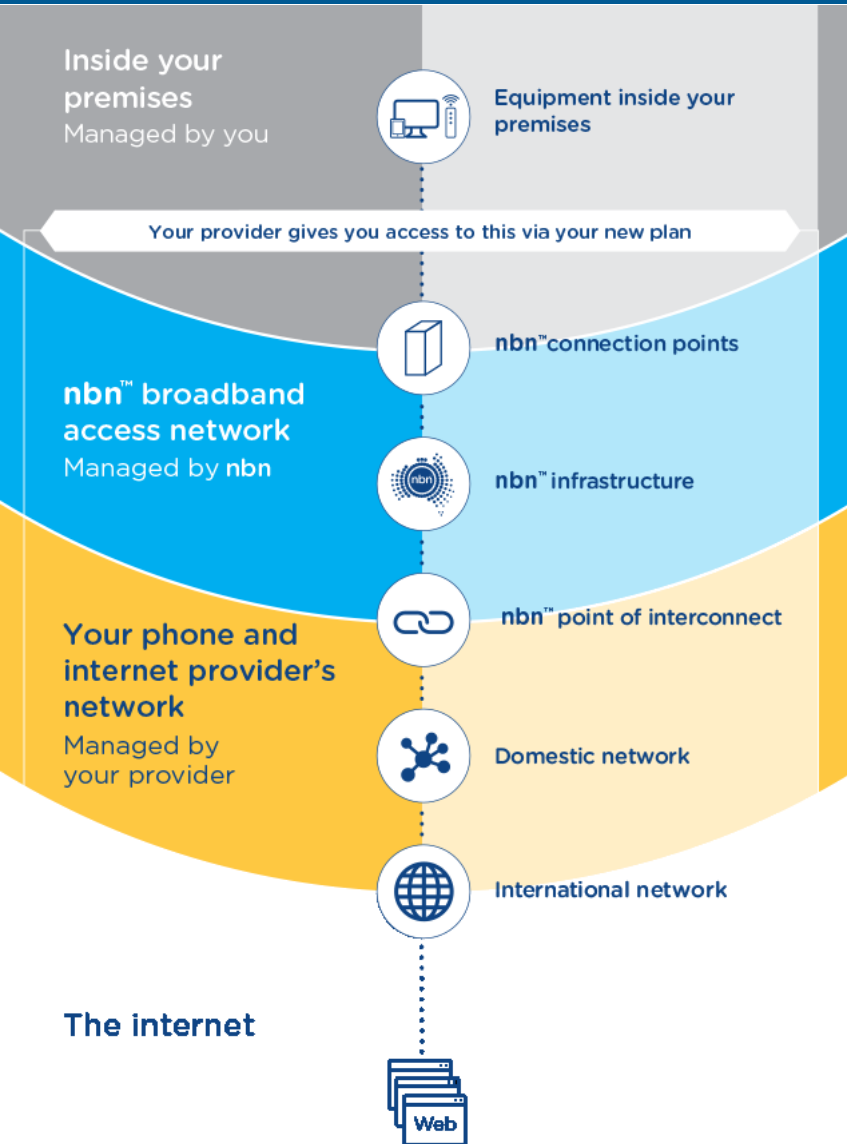 Inside your
premises
Managed by you
Equipment inside your
premises
Your provider gives you access to this via your new plan
nbn™ connection points
nbn™ broadband
access network
Managed by nbn
nbn
nbn™ infrastructure
nbn™ point of interconnect
Your phone and
internet provider's
network
Managed by
your provider
Domestic network
International network
The internet
Web